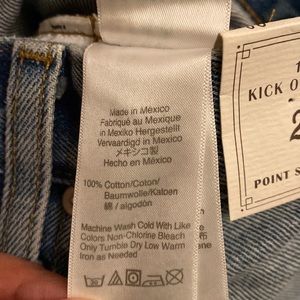 Made in Mexico
Fabriqué au Mexique
in Mexiko Hergestellt
Vervaardigd in Mexico
メキシコ製
Hecho en México
100% Cotton/Coton/
Baumwolle/Katoen
綿 / algodón
Machine Wash Cold With Like
Colors Non-Chlorine Bleach
Only Tumble Dry Low Warm
Iron as Needed
KICK O
2
POINT S